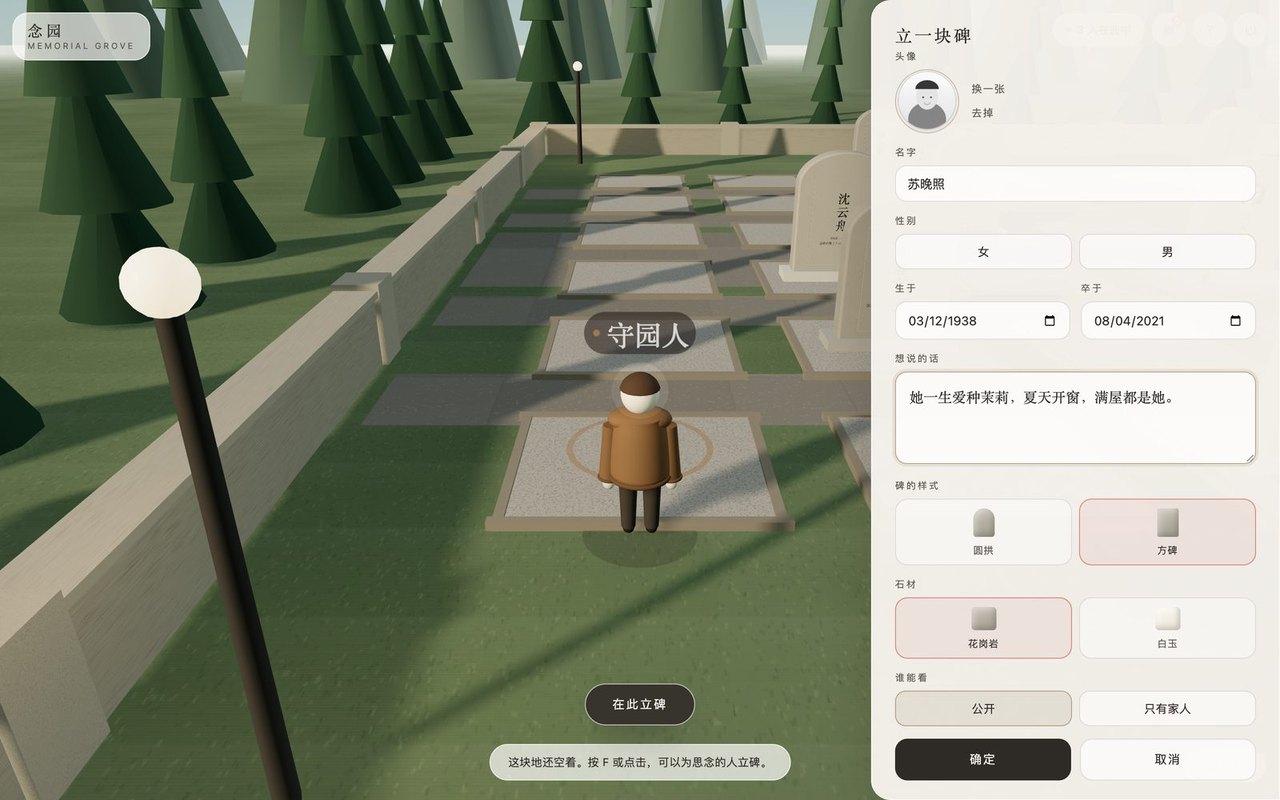 念园
MEMORIAL GROVE
沈云舟
守园人
在此立碑
这块地还空着。按 F 或点击，可以为思念的人立碑。
立一块碑
头像
换一张
去掉
名字
苏晚照
性别
女
男
生于
卒于
03/12/1938
08/04/2021
想说的话
她一生爱种茉莉，夏天开窗，满屋都是她。
碑的样式
圆拱
方碑
石材
花岗岩
白玉
谁能看
公开
只有家人
确定
取消